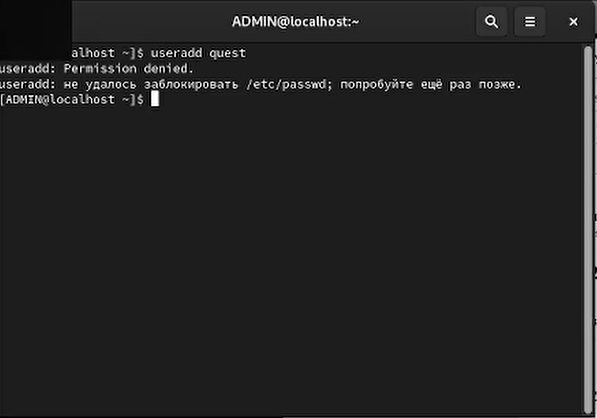 ADMIN@localhost:~
alhost ~]$ useradd quest
useradd: Permission denied.
useradd: не удалось заблокировать /etc/passwd; попробуйте ещё раз позже.
[ADMIN@localhost ~]$